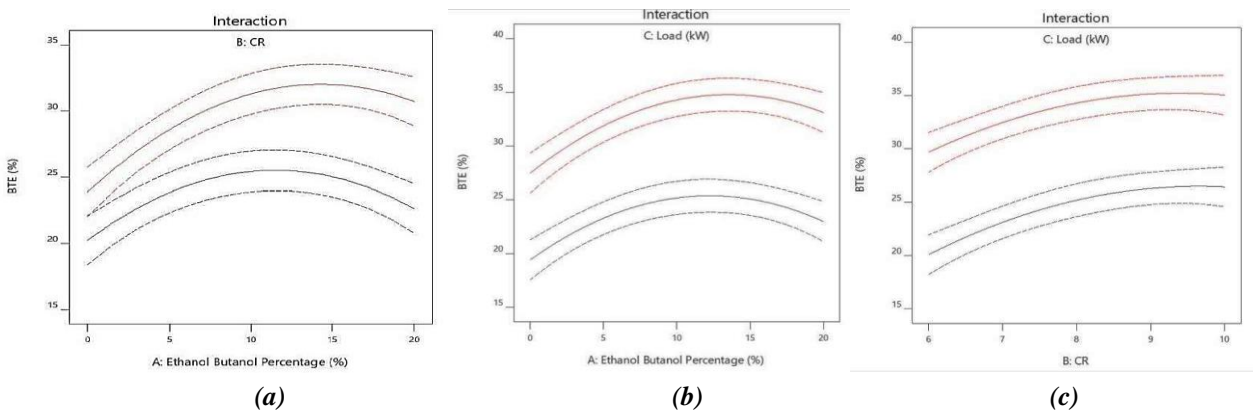 Interaction
B: CR
35
30
25
20
15
BTE (%)
0 5 10 15 20
A: Ethanol Butanol Percentage (%)
(a)
Interaction
C: Load (kW)
40
35
30
25
20
15
BTE (%)
0 5 10 15 20
A: Ethanol Butanol Percentage (%)
(b)
Interaction
C: Load (kW)
40
35
30
25
20
15
BTE (%)
6 7 8 9 10
B: CR
(c)